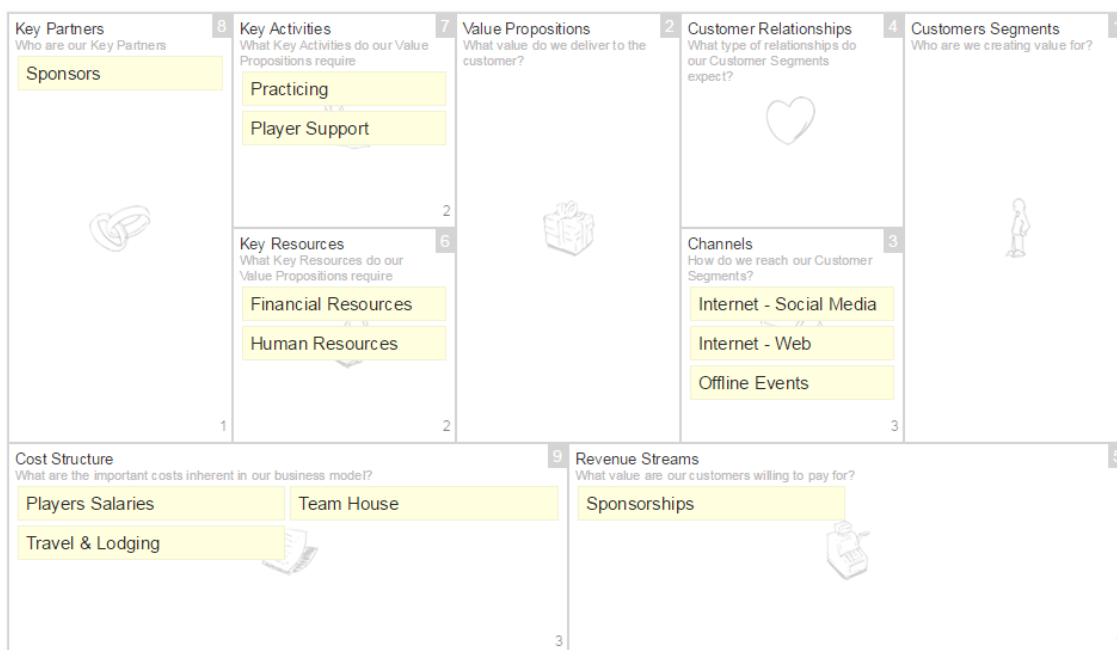 Key Partners
8
Who are our Key Partners
Sponsors
1
Key Activities
7
What Key Activities do our Value
Propositions require
Practicing
Player Support
2
Key Resources
6
What Key Resources do our
Value Propositions require
Financial Resources
Human Resources
2
Value Propositions
2
What value do we deliver to the
customer?
Customer Relationships
4
What type of relationships do
our Customer Segments
expect?
Channels
3
How do we reach our Customer
Segments?
Internet - Social Media
Internet - Web
Offline Events
3
Customers Segments
Who are we creating value for?
Cost Structure
9
What are the important costs inherent in our business model?
Players Salaries
Team House
Travel & Lodging
3
Revenue Streams
5
What value are our customers willing to pay for?
Sponsorships